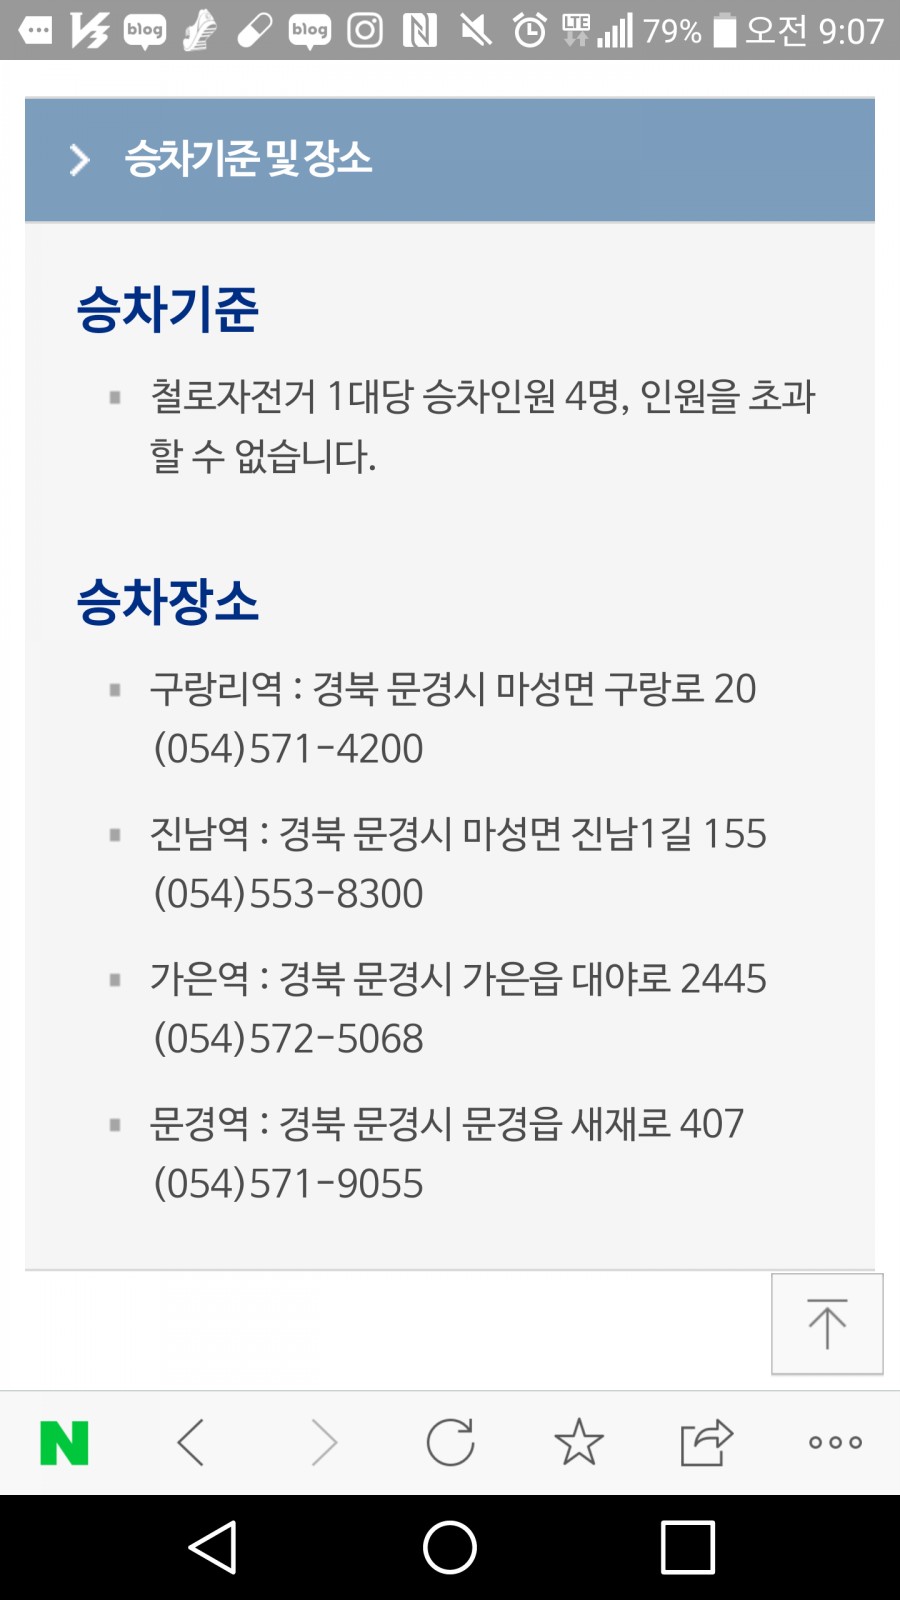 blog
blog
LTE
79%
오전 9:07
승차기준 및 장소
승차기준
철로자전거 1대당 승차인원 4명, 인원을 초과
할 수 없습니다.
승차장소
구랑리역 : 경북 문경시 마성면 구랑로 20
(054)571-4200
진남역 : 경북 문경시 마성면 진남1길 155
(054)553-8300
가은역 : 경북 문경시 가은읍 대야로 2445
(054)572-5068
문경역 : 경북 문경시 문경읍 새재로 407
(054)571-9055
N